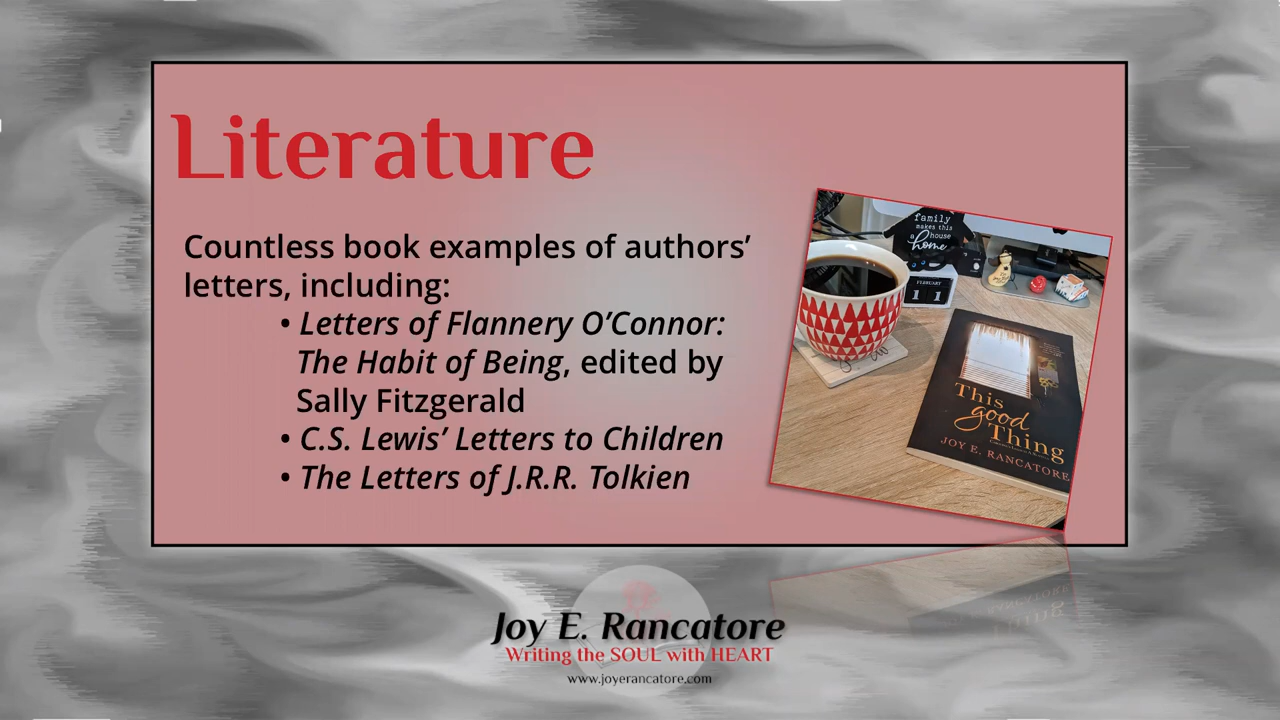 Literature
Countless book examples of authors’
letters, including:
• Letters of Flannery O’Connor:
The Habit of Being, edited by
Sally Fitzgerald
• C.S. Lewis’ Letters to Children
• The Letters of J.R.R. Tolkien
family
makes this
a house
home
FEBRUARY
1 1
This
good
Thing
JOY E. RANCATORE
Joy E. Rancatore
Writing the SOUL with HEART
www.joyerancatore.com